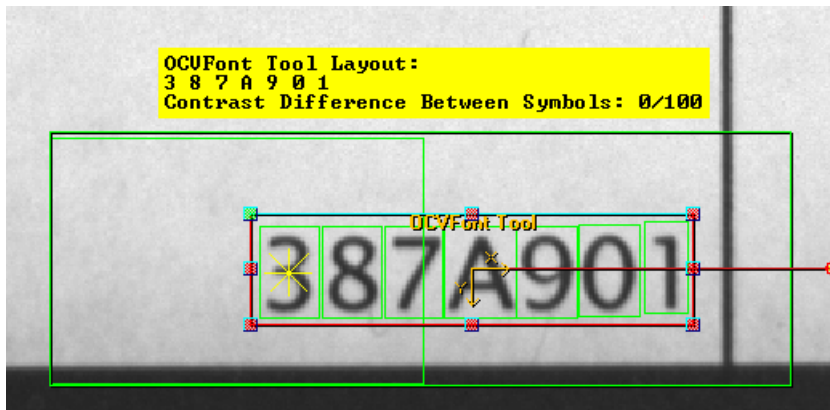 OCVFont Tool Layout:
3 8 7 A 9 0 1
Contrast Difference Between Symbols: 0/100
OCVFont Tool
387A901
X
Y